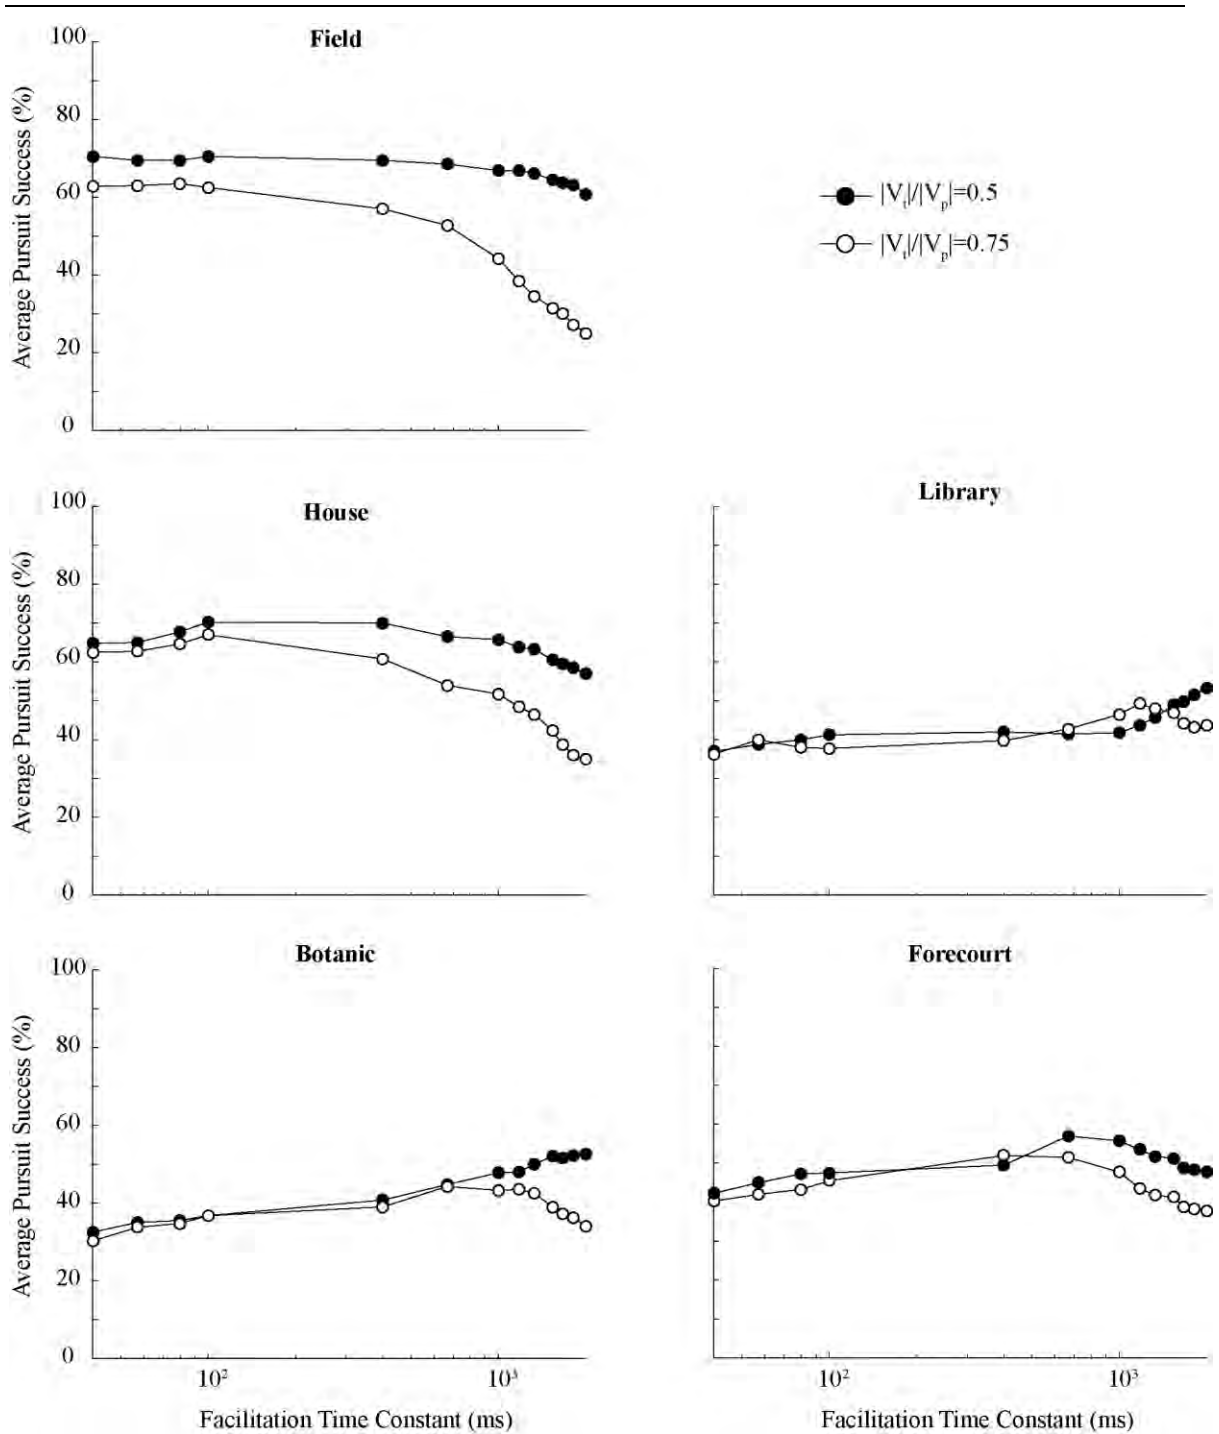 Field
100
80
60
40
20
0
Average Pursuit Success (%)
|Vt|/|Vp|=0.5
|Vt|/|Vp|=0.75
House
100
80
60
40
20
0
Average Pursuit Success (%)
Library
Botanic
100
80
60
40
20
0
Average Pursuit Success (%)
10²
10³
Facilitation Time Constant (ms)
Forecourt
10²
10³
Facilitation Time Constant (ms)